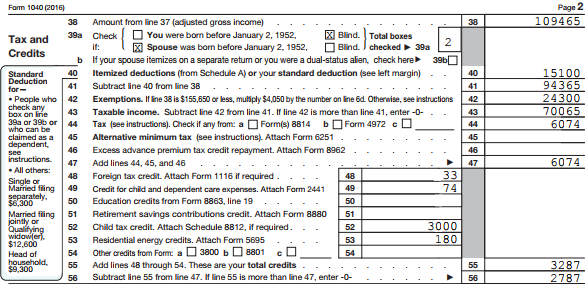 Form 1040 (2016) Page 2
38 Amount from line 37 (adjusted gross income) 38 109465
Tax and Credits
39a Check if: You were born before January 2, 1952, X Blind. Total boxes
X Spouse was born before January 2, 1952, Blind. checked ▶ 39a 2
b If your spouse itemizes on a separate return or you were a dual-status alien, check here ▶ 39b
Standard Deduction for—
• People who check any box on line 39a or 39b or who can be claimed as a dependent, see instructions.
• All others:
Single or Married filing separately, $6,300
Married filing jointly or Qualifying widow(er), $12,600
Head of household, $9,300
40 Itemized deductions (from Schedule A) or your standard deduction (see left margin) 40 15100
41 Subtract line 40 from line 38 41 94365
42 Exemptions. If line 38 is $155,650 or less, multiply $4,050 by the number on line 6d. Otherwise, see instructions 42 24300
43 Taxable income. Subtract line 42 from line 41. If line 42 is more than line 41, enter -0- 43 70065
44 Tax (see instructions). Check if any from: a Form(s) 8814 b Form 4972 c 44 6074
45 Alternative minimum tax (see instructions). Attach Form 6251 45
46 Excess advance premium tax credit repayment. Attach Form 8962 46
47 Add lines 44, 45, and 46 ▶ 47 6074
48 Foreign tax credit. Attach Form 1116 if required 48 33
49 Credit for child and dependent care expenses. Attach Form 2441 49 74
50 Education credits from Form 8863, line 19 50
51 Retirement savings contributions credit. Attach Form 8880 51
52 Child tax credit. Attach Schedule 8812, if required 52 3000
53 Residential energy credits. Attach Form 5695 53 180
54 Other credits from Form: a 3800 b 8801 c 54
55 Add lines 48 through 54. These are your total credits 55 3287
56 Subtract line 55 from line 47. If line 55 is more than line 47, enter -0- ▶ 56 2787